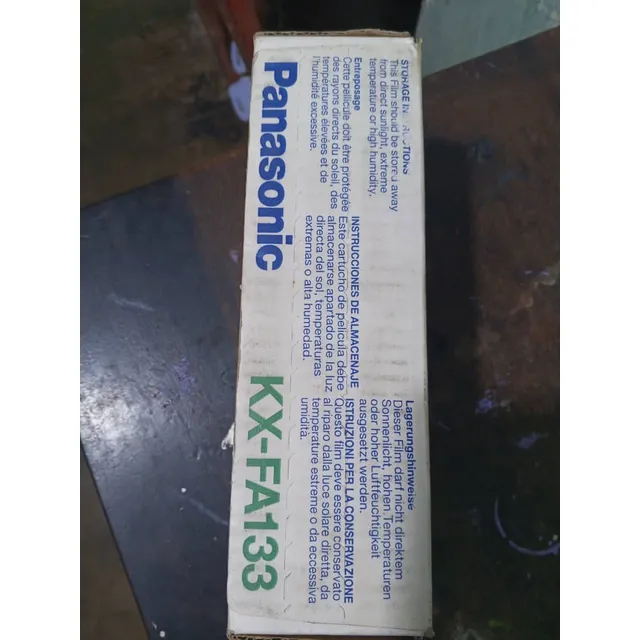 STORAGE INSTRUCTIONS
This Film should be stored away
from direct sunlight, extreme
temperature or high humidity.
Entreposage
Cette pellicule doit être protégée
des rayons directs du soleil, des
températures élevées et de
l'humidité excessive.
INSTRUCCIONES DE ALMACENAJE
Este cartucho de película debe
almacenarse apartado de la luz
directa del sol, temperaturas
extremas o alta humedad.
Lagerungshinweise
Dieser Film darf nicht direktem
Sonnenlicht, hohen Temperaturen
oder hoher Luftfeuchtigkeit
ausgesetzt werden.
ISTRUZIONI PER LA CONSERVAZIONE
Questo film deve essere conservato
al riparo dalla luce solare diretta, da
temperature estreme o da eccessiva
umidità.
Panasonic KX-FA133